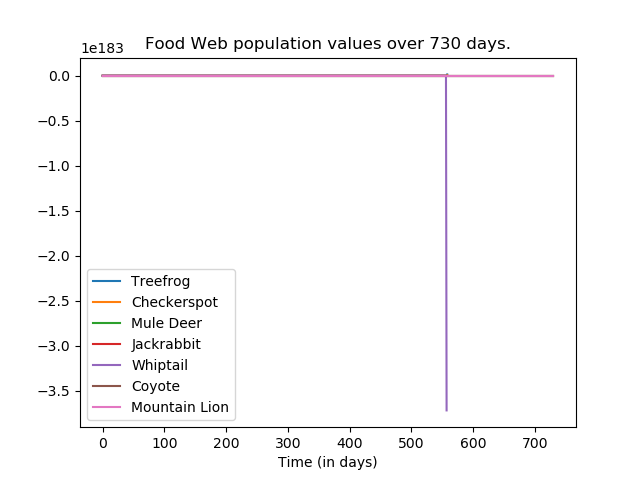 Food Web population values over 730 days.
1e183
0.0
−0.5
−1.0
−1.5
−2.0
−2.5
−3.0
−3.5
Treefrog
Checkerspot
Mule Deer
Jackrabbit
Whiptail
Coyote
Mountain Lion
0 100 200 300 400 500 600 700
Time (in days)